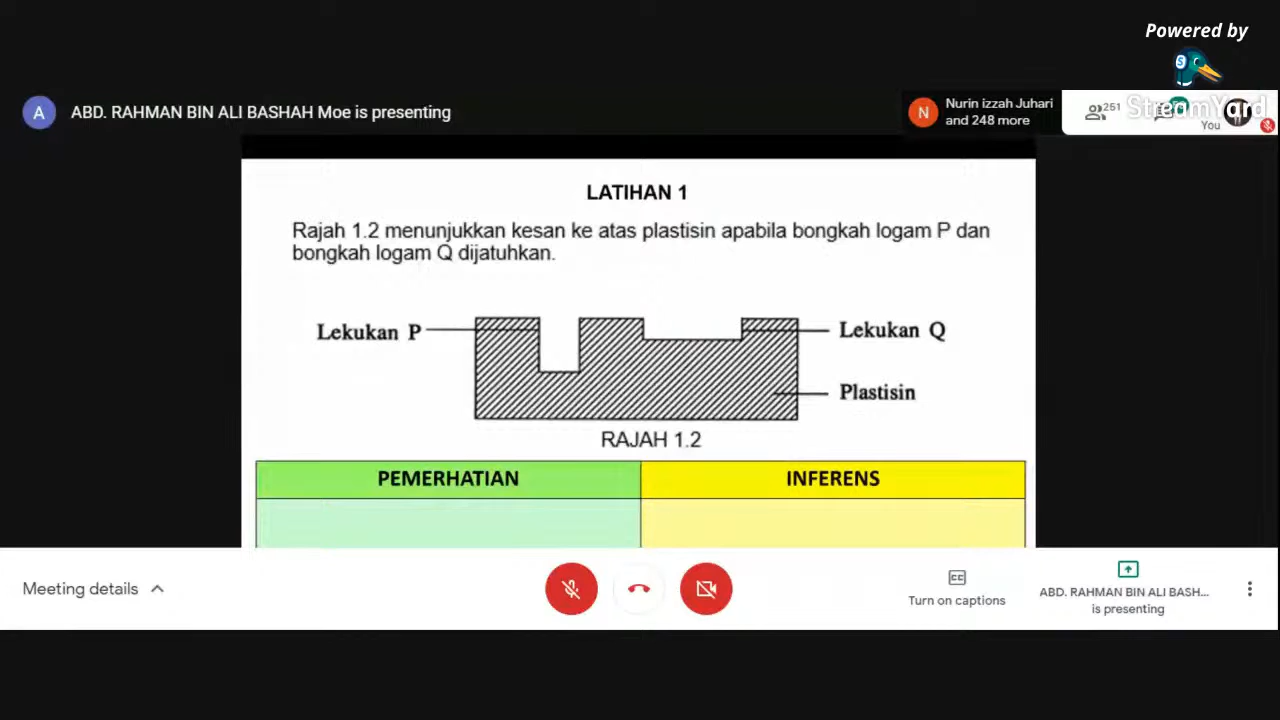 Powered by
StreamYard
A
ABD. RAHMAN BIN ALI BASHAH Moe is presenting
N
Nurin izzah Juhari
and 248 more
251
You
LATIHAN 1
Rajah 1.2 menunjukkan kesan ke atas plastisin apabila bongkah logam P dan
bongkah logam Q dijatuhkan.
Lekukan P
Lekukan Q
Plastisin
RAJAH 1.2
PEMERHATIAN
INFERENS
Meeting details
CC
Turn on captions
ABD. RAHMAN BIN ALI BASH...
is presenting